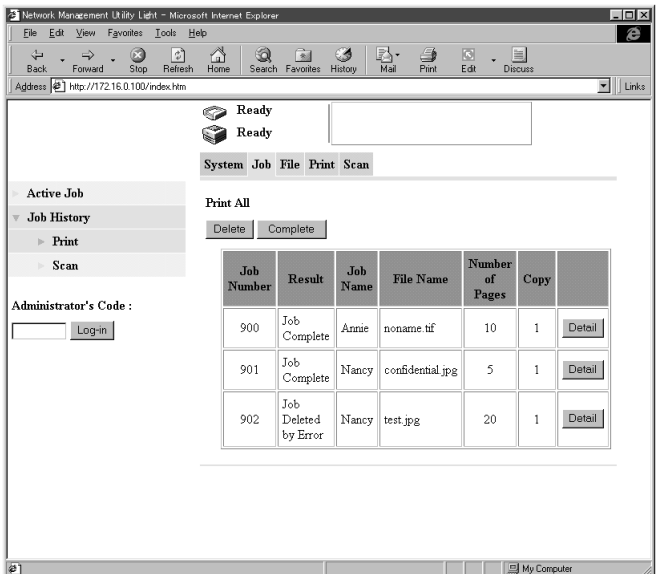 Network Management Utility Light - Microsoft Internet Explorer
File Edit View Favorites Tools Help
Back Forward Stop Refresh Home Search Favorites History Mail Print Edit Discuss
Address http://172.16.0.100/index.htm Links
Ready
Ready
System Job File Print Scan
Active Job
Job History
Print
Scan
Administrator's Code :
Log-in
Print All
Delete Complete
Job Number Result Job Name File Name Number of Pages Copy
900 Job Complete Annie noname.tif 10 1 Detail
901 Job Complete Nancy confidential.jpg 5 1 Detail
902 Job Deleted by Error Nancy test.jpg 20 1 Detail
My Computer